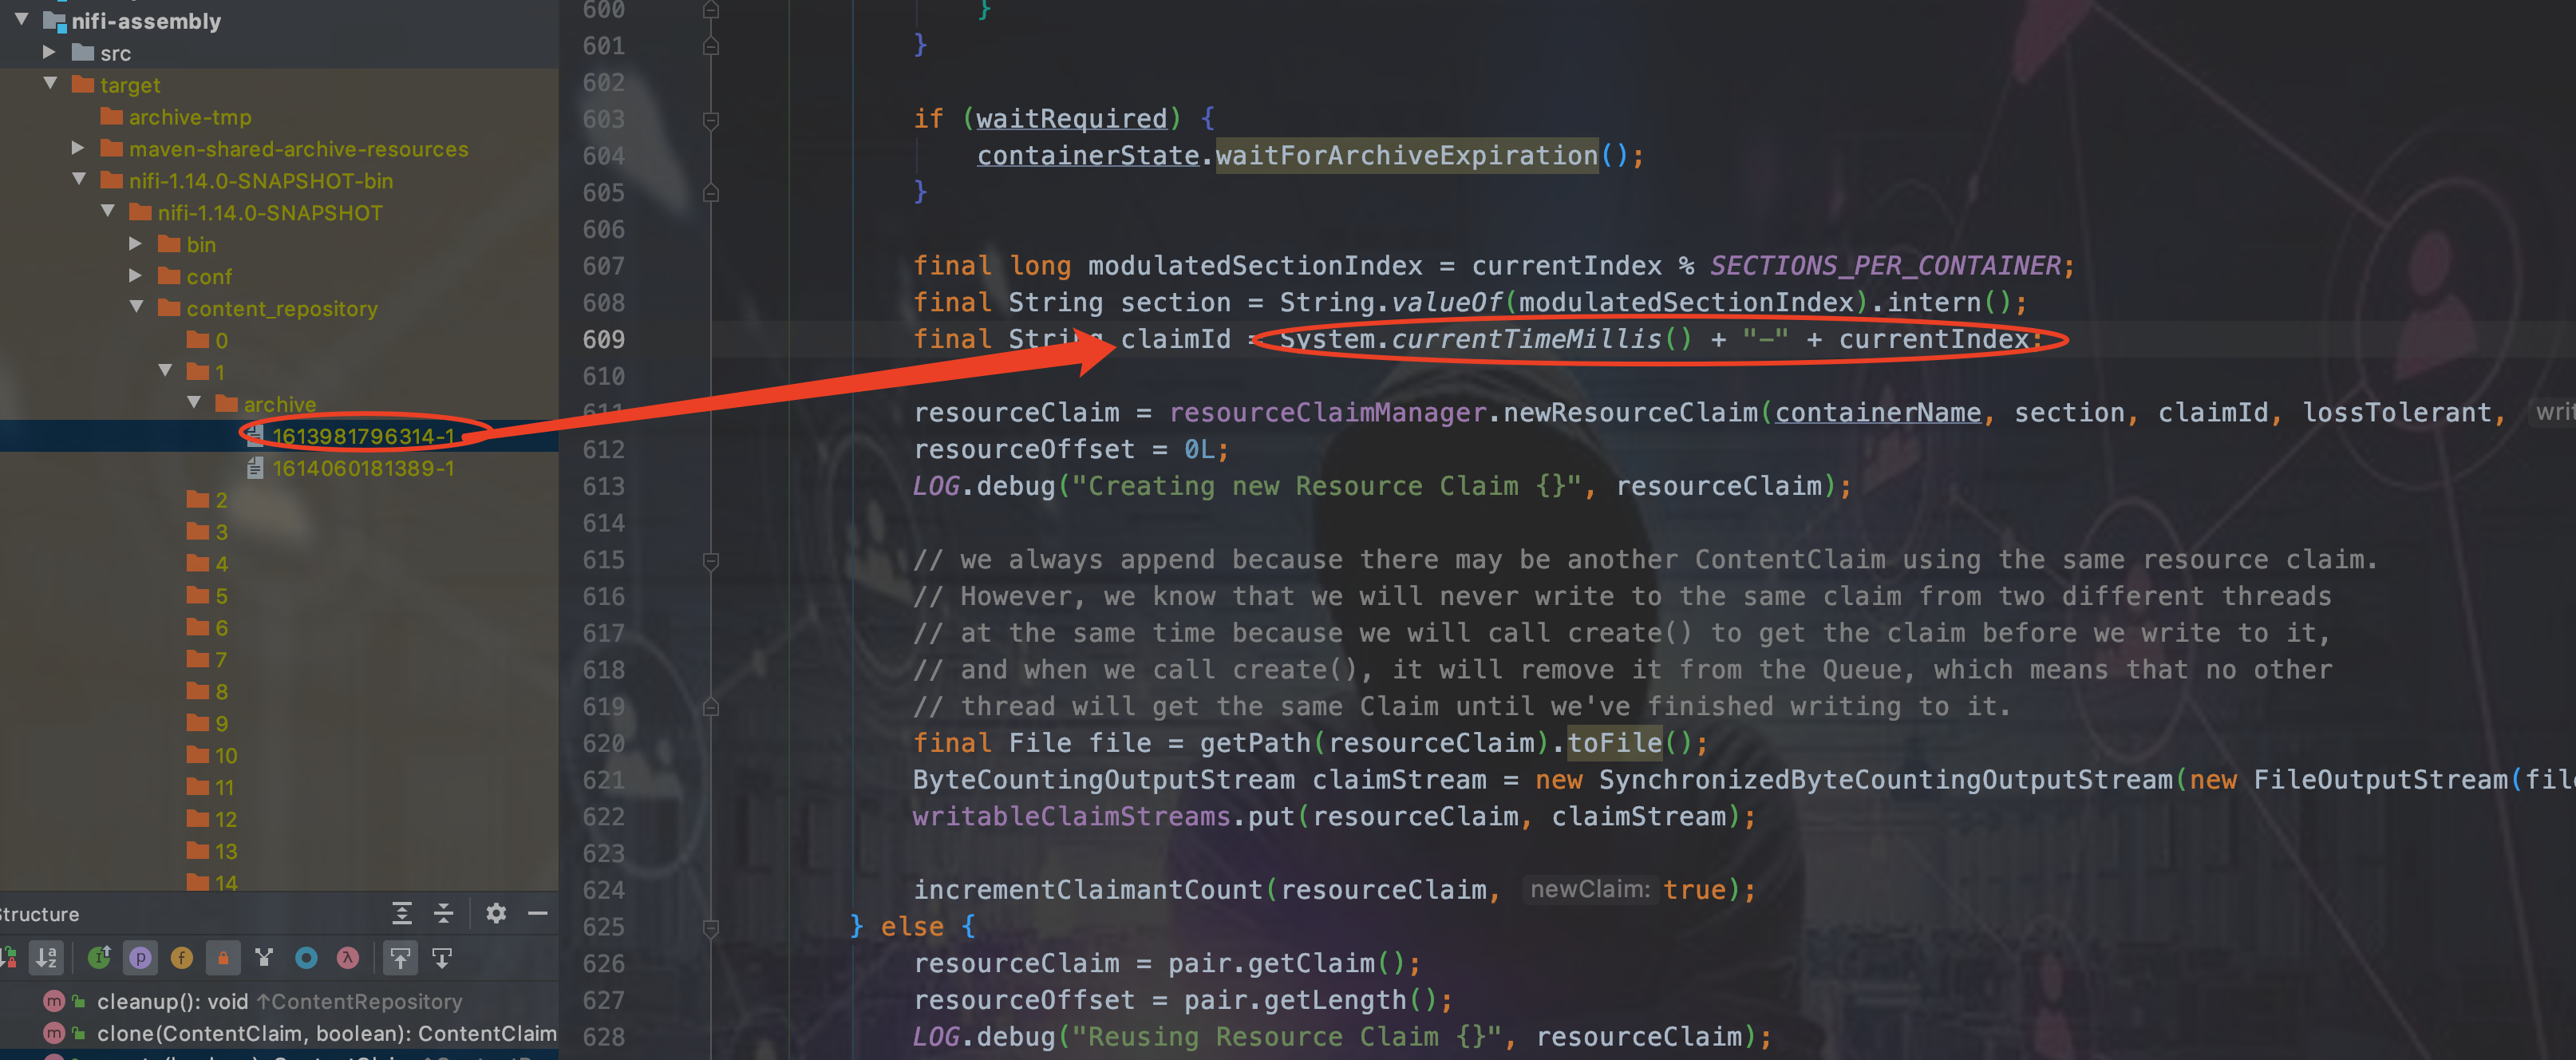 nifi-assembly
src
target
archive-tmp
maven-shared-archive-resources
nifi-1.14.0-SNAPSHOT-bin
nifi-1.14.0-SNAPSHOT
bin
conf
content_repository
0
1
archive
1613981796314-1
1614060181389-1
2
3
4
5
6
7
8
9
10
11
12
13
14
Structure
cleanup(): void ↑ContentRepository
clone(ContentClaim, boolean): ContentClaim
600 }
601 }
602
603 if (waitRequired) {
604 containerState.waitForArchiveExpiration();
605 }
606
607 final long modulatedSectionIndex = currentIndex % SECTIONS_PER_CONTAINER;
608 final String section = String.valueOf(modulatedSectionIndex).intern();
609 final String claimId = System.currentTimeMillis() + "-" + currentIndex;
610
611 resourceClaim = resourceClaimManager.newResourceClaim(containerName, section, claimId, lossTolerant,
612 resourceOffset = 0L;
613 LOG.debug("Creating new Resource Claim {}", resourceClaim);
614
615 // we always append because there may be another ContentClaim using the same resource claim.
616 // However, we know that we will never write to the same claim from two different threads
617 // at the same time because we will call create() to get the claim before we write to it,
618 // and when we call create(), it will remove it from the Queue, which means that no other
619 // thread will get the same Claim until we've finished writing to it.
620 final File file = getPath(resourceClaim).toFile();
621 ByteCountingOutputStream claimStream = new SynchronizedByteCountingOutputStream(new FileOutputStream(
622 writableClaimStreams.put(resourceClaim, claimStream);
623
624 incrementClaimantCount(resourceClaim, newClaim: true);
625 } else {
626 resourceClaim = pair.getClaim();
627 resourceOffset = pair.getLength();
628 LOG.debug("Reusing Resource Claim {}", resourceClaim);